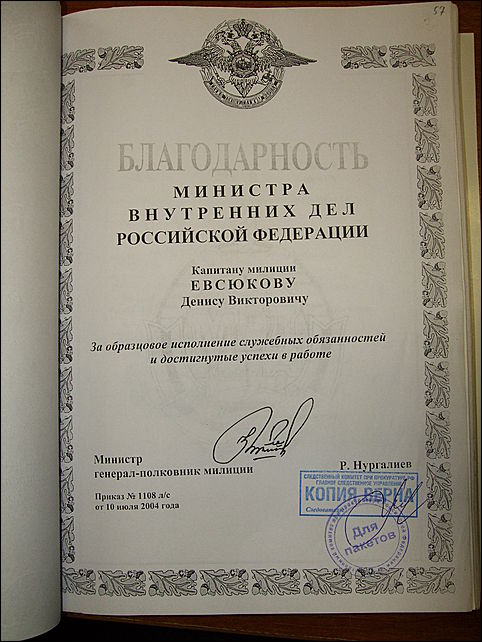 57
БЛАГОДАРНОСТЬ
МИНИСТРА
ВНУТРЕННИХ ДЕЛ
РОССИЙСКОЙ ФЕДЕРАЦИИ
Капитану милиции
ЕВСЮКОВУ
Денису Викторовичу
За образцовое исполнение служебных обязанностей
и достигнутые успехи в работе
Министр
генерал-полковник милиции
Р. Нургалиев
Приказ № 1108 л/с
от 10 июля 2004 года
СЛЕДСТВЕННЫЙ КОМИТЕТ ПРИ ПРОКУРАТУРЕ РФ
ГЛАВНОЕ СЛЕДСТВЕННОЕ УПРАВЛЕНИЕ
КОПИЯ ВЕРНА
Следователь
Для
пакетов